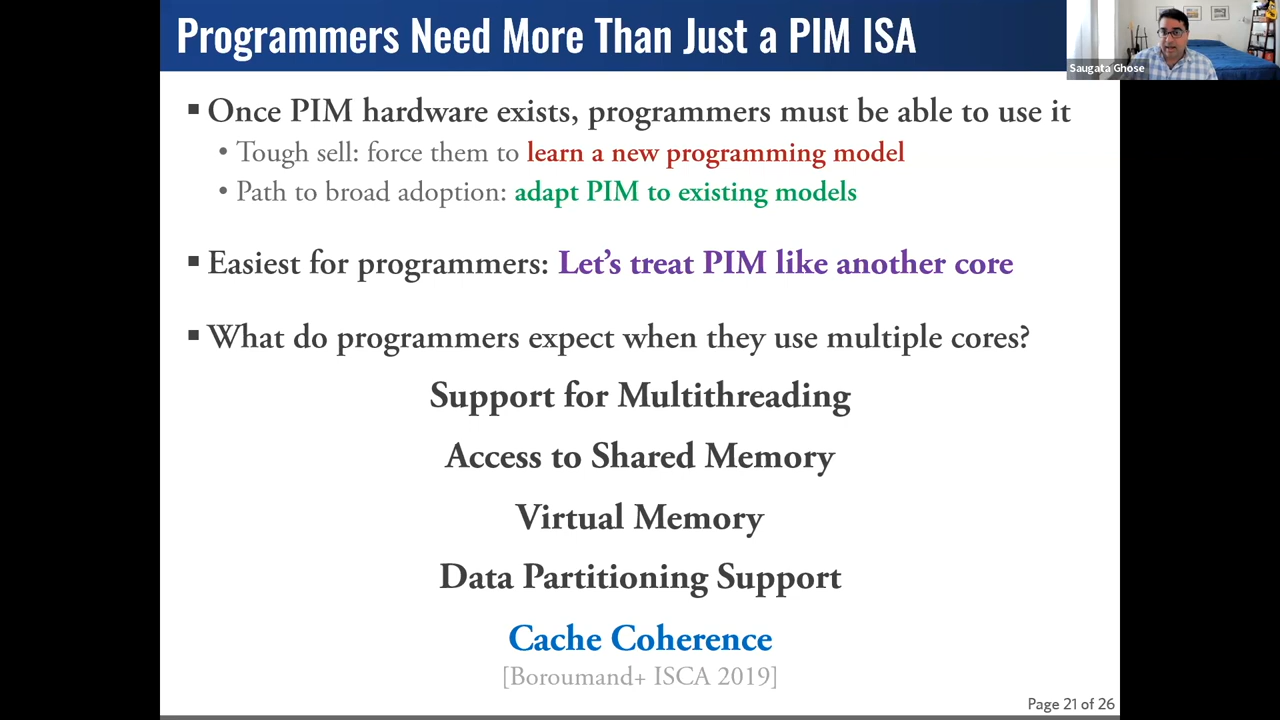 Programmers Need More Than Just a PIM ISA
Saugata Ghose
▪ Once PIM hardware exists, programmers must be able to use it
• Tough sell: force them to learn a new programming model
• Path to broad adoption: adapt PIM to existing models
▪ Easiest for programmers: Let's treat PIM like another core
▪ What do programmers expect when they use multiple cores?
Support for Multithreading
Access to Shared Memory
Virtual Memory
Data Partitioning Support
Cache Coherence
[Boroumand+ ISCA 2019]
Page 21 of 26